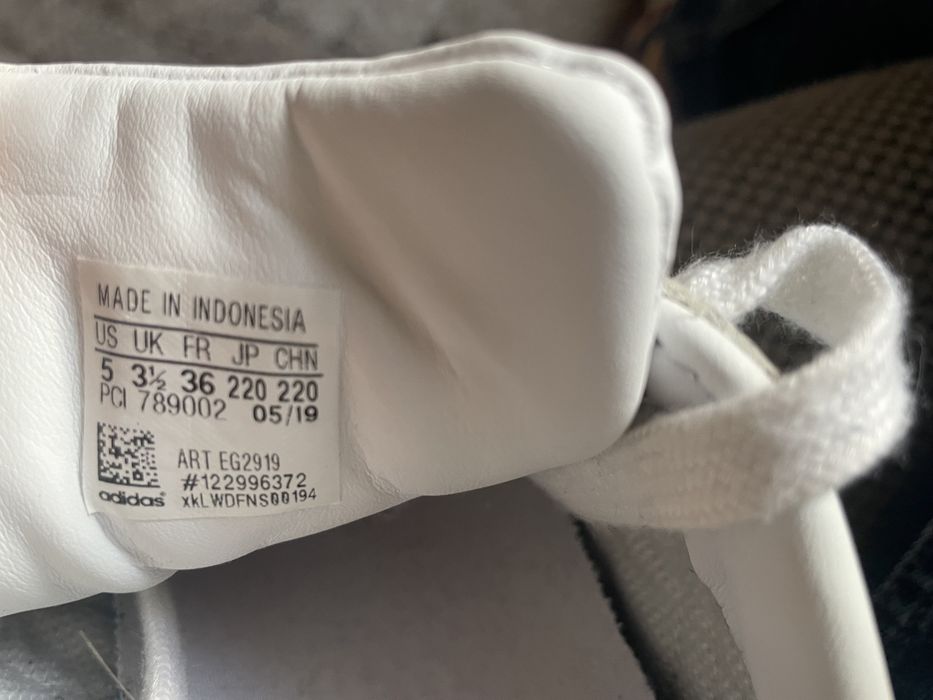 MADE IN INDONESIA
US UK FR JP CHN
5 3½ 36 220 220
PCI 789002 05/19
ART EG2919
#122996372
adidas xkLWDFNS00194